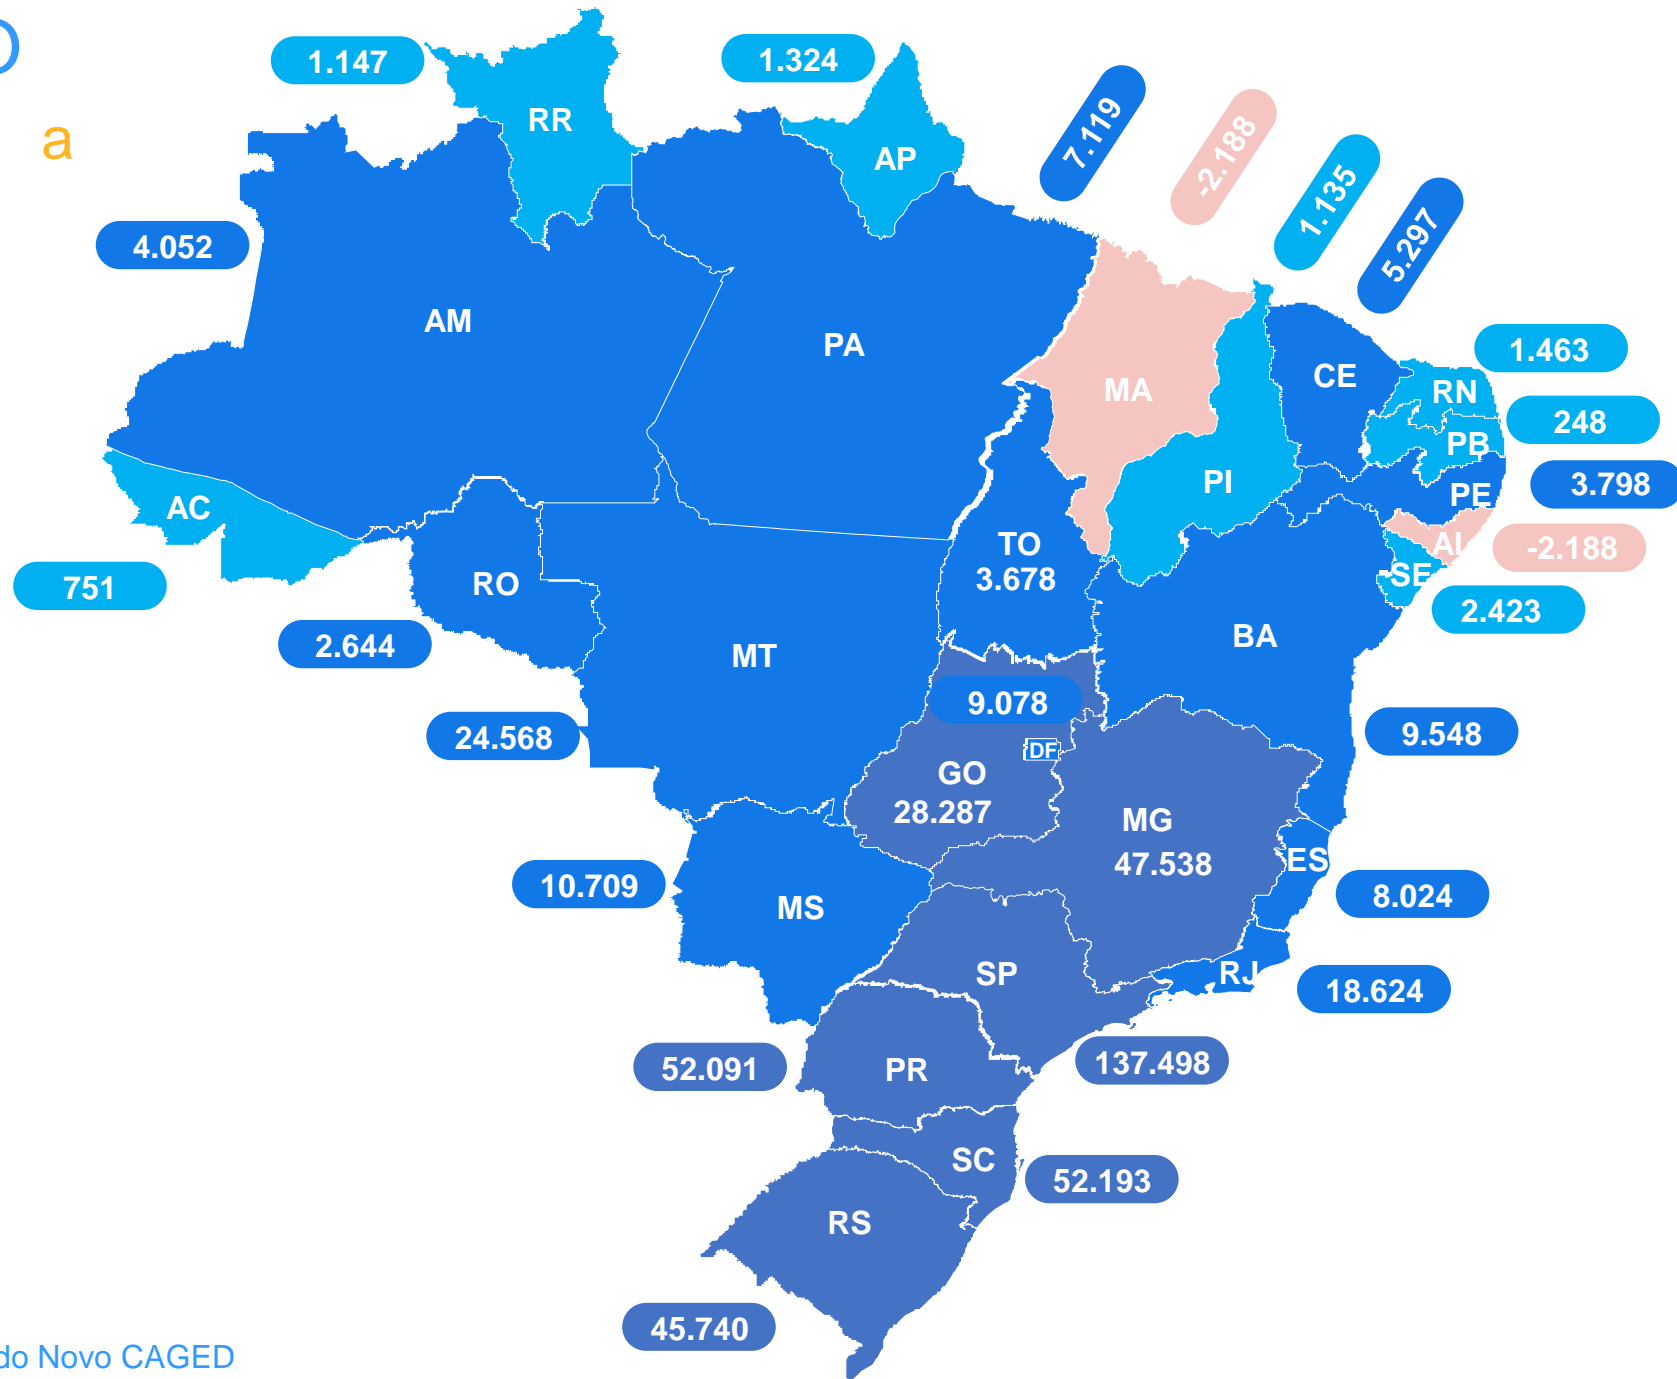 a
1.147
RR
1.324
AP
7.119
-2.188
1.135
5.297
4.052
AM
PA
MA
CE
1.463
RN
248
PB
PI
3.798
PE
AC
751
RO
2.644
TO
3.678
-2.188
AL
SE
2.423
BA
MT
9.078
24.568
9.548
DF
GO
28.287
MG
47.538
ES
10.709
8.024
MS
SP
RJ
18.624
52.091
PR
137.498
SC
52.193
RS
45.740
do Novo CAGED